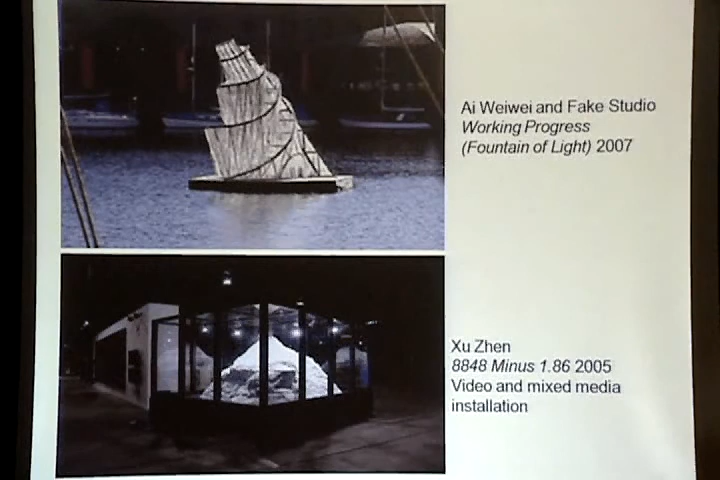 Ai Weiwei and Fake Studio
Working Progress
(Fountain of Light) 2007
Xu Zhen
8848 Minus 1.86 2005
Video and mixed media
installation